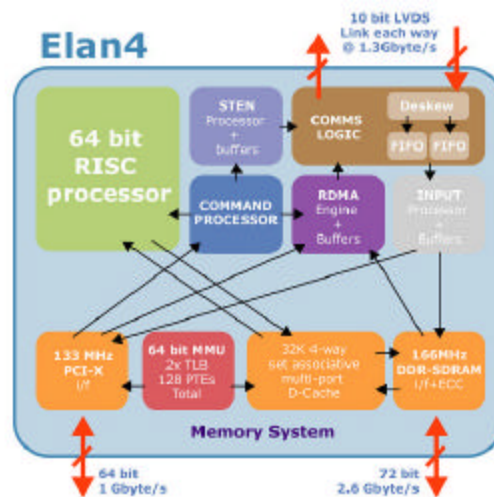 Elan4
10 bit LVDS
Link each way
@ 1.3Gbyte/s
64 bit
RISC
processor
STEN
Processor
+
buffers
COMMS
LOGIC
Deskew
FIFO FIFO
COMMAND
PROCESSOR
RDMA
Engine
+
Buffers
INPUT
Processor
+
Buffers
133 MHz
PCI-X
I/f
64 bit MMU
2x TLB
128 PTEs
Total
32K 4-way
set associative
multi-port
D-Cache
166MHz
DDR-SDRAM
I/f+ECC
Memory System
64 bit
1 Gbyte/s
72 bit
2.6 Gbyte/s